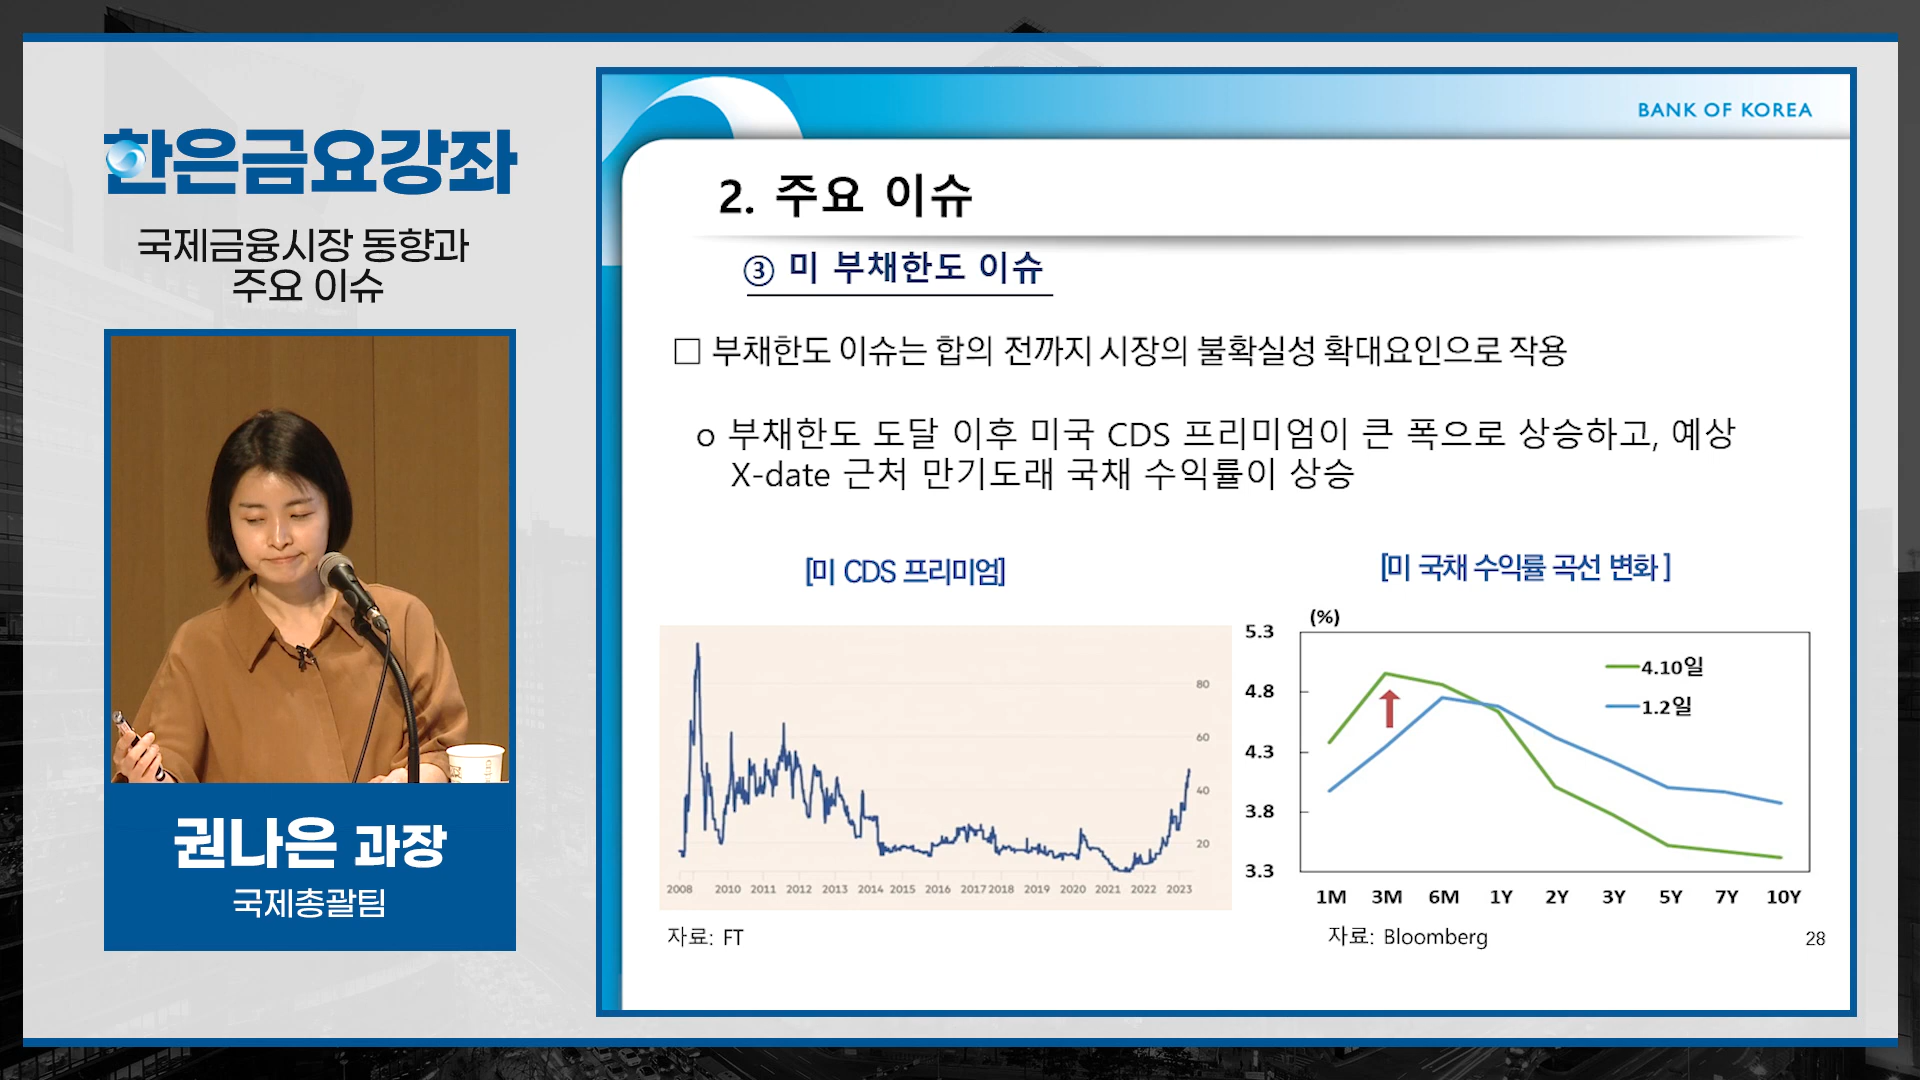 한은금요강좌
국제금융시장 동향과
주요 이슈
권나은 과장
국제총괄팀
BANK OF KOREA
2. 주요 이슈
③ 미 부채한도 이슈
□ 부채한도 이슈는 합의 전까지 시장의 불확실성 확대요인으로 작용
o 부채한도 도달 이후 미국 CDS 프리미엄이 큰 폭으로 상승하고, 예상
X-date 근처 만기도래 국채 수익률이 상승
[미 CDS 프리미엄]
80
60
40
20
2008 2010 2011 2012 2013 2014 2015 2016 2017 2018 2019 2020 2021 2022 2023
자료: FT
[미 국채 수익률 곡선 변화]
(%)
5.3
4.8
4.3
3.8
3.3
4.10일
1.2일
1M 3M 6M 1Y 2Y 3Y 5Y 7Y 10Y
자료: Bloomberg
28